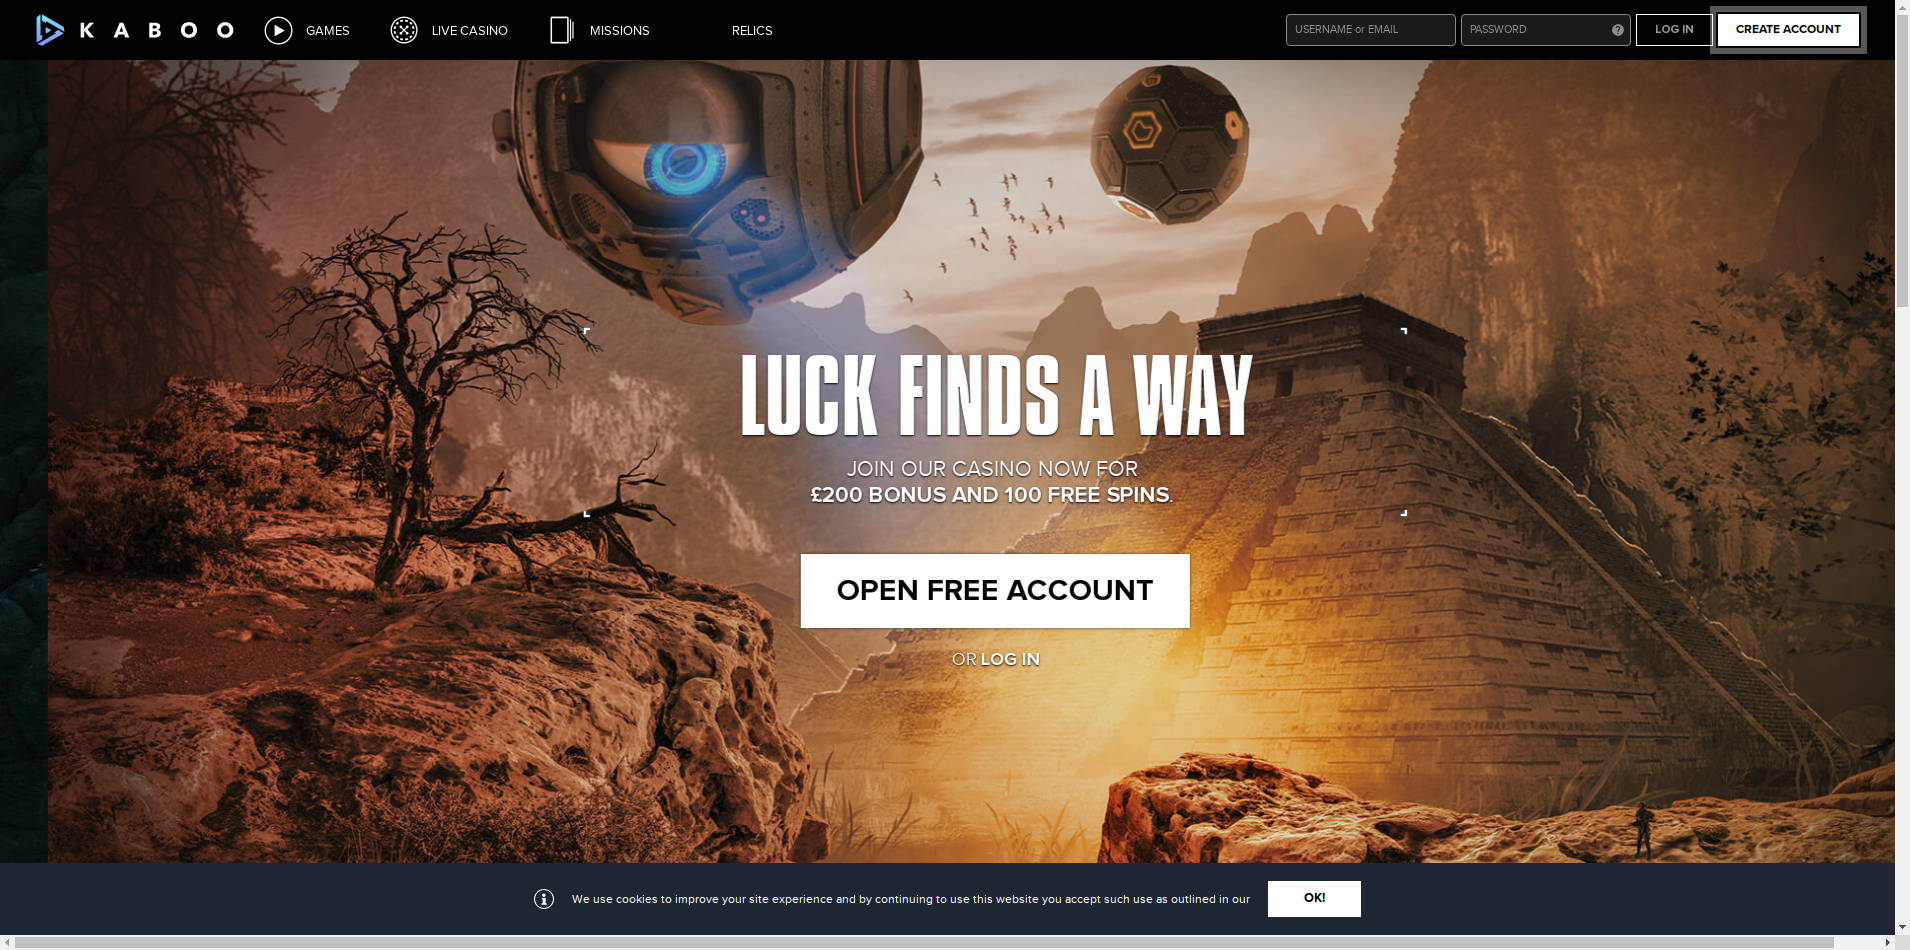 KABOO
GAMES
LIVE CASINO
MISSIONS
RELICS
USERNAME or EMAIL
PASSWORD
?
LOG IN
CREATE ACCOUNT
LUCK FINDS A WAY
JOIN OUR CASINO NOW FOR
£200 BONUS AND 100 FREE SPINS.
OPEN FREE ACCOUNT
OR LOG IN
We use cookies to improve your site experience and by continuing to use this website you accept such use as outlined in our
OK!